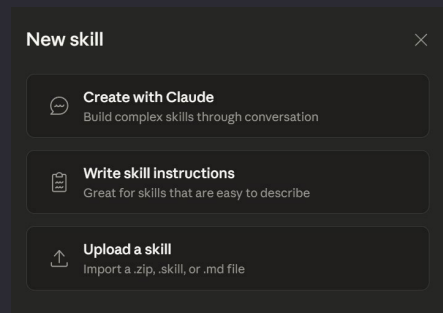 New skill
Create with Claude
Build complex skills through conversation
Write skill instructions
Great for skills that are easy to describe
Upload a skill
Import a .zip, .skill, or .md file